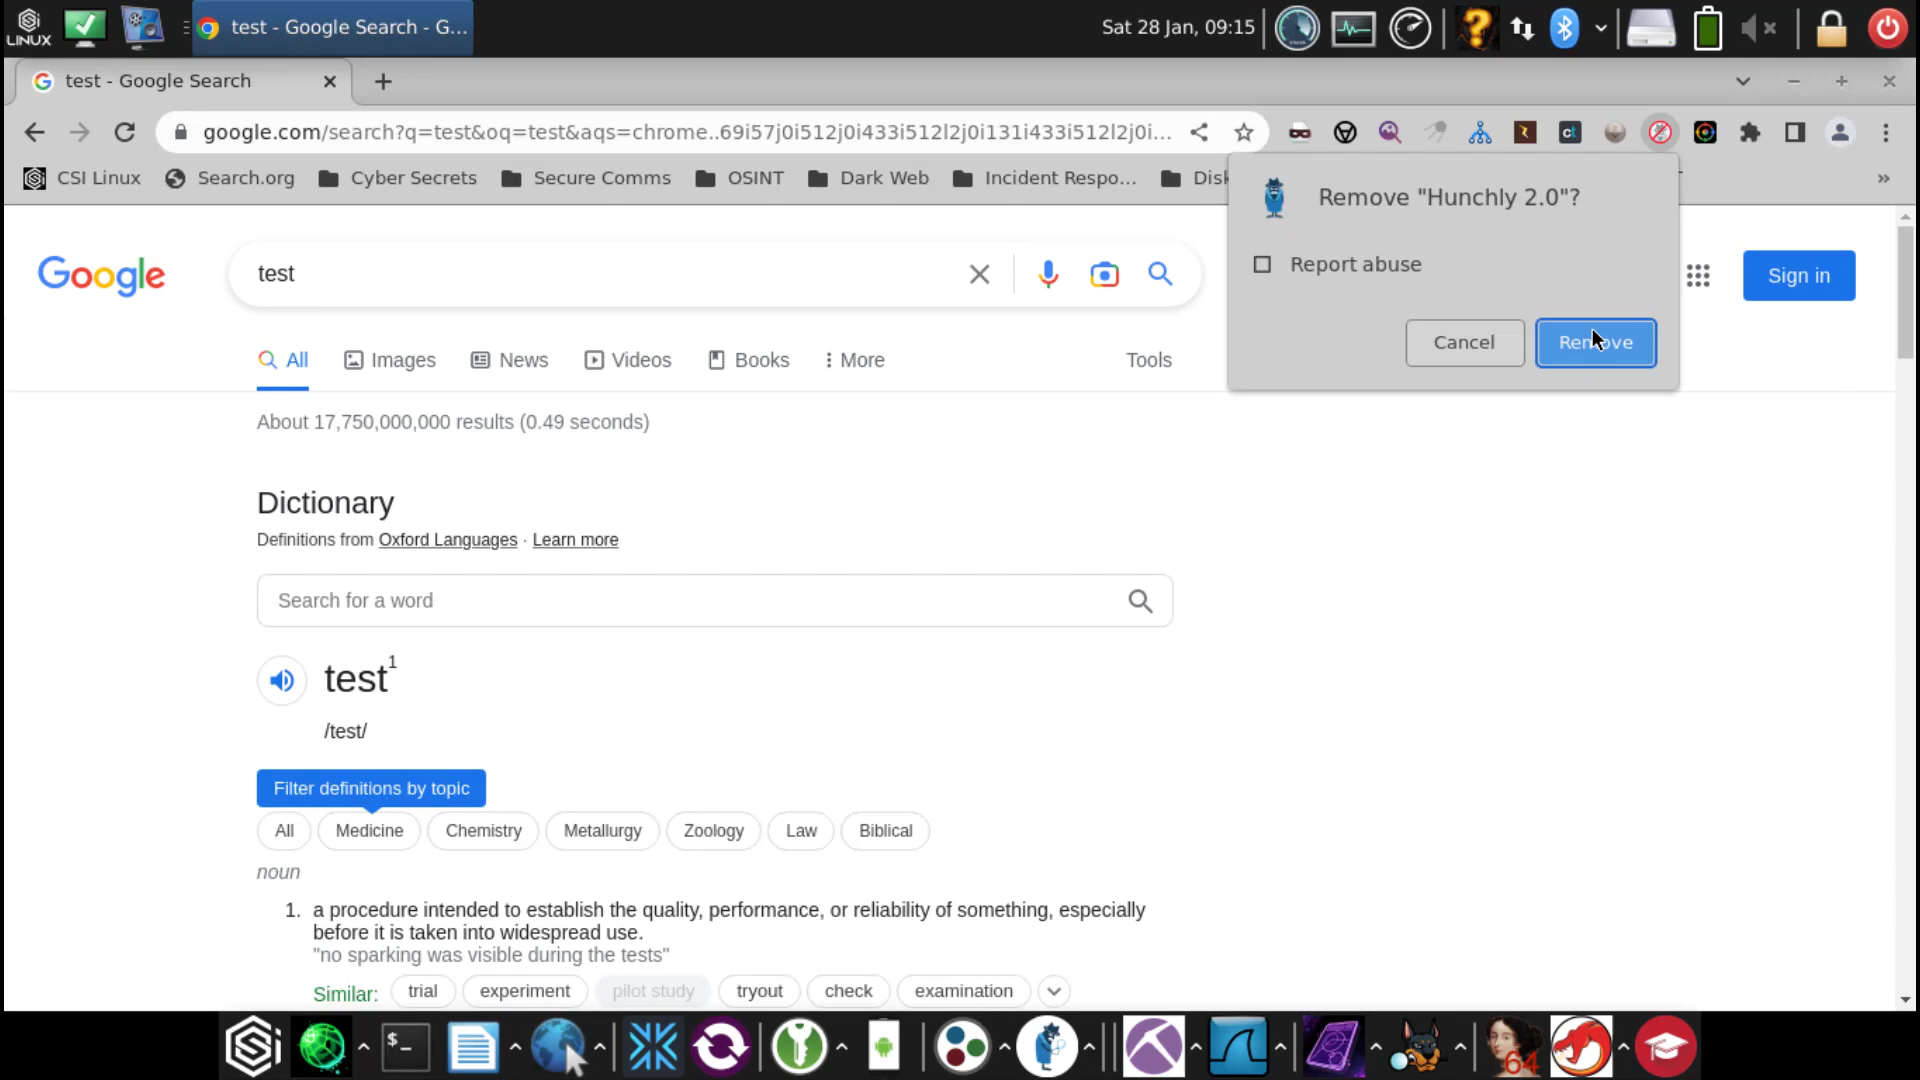 LINUX
test - Google Search - G...
Sat 28 Jan, 09:15
test - Google Search
google.com/search?q=test&oq=test&aqs=chrome..69i57j0i512j0i433i512l2j0i131i433i512l2j0i...
CSI Linux
Search.org
Cyber Secrets
Secure Comms
OSINT
Dark Web
Incident Respo...
Disk
Remove "Hunchly 2.0"?
Report abuse
Cancel
Remove
Google
test
Sign in
All
Images
News
Videos
Books
More
Tools
About 17,750,000,000 results (0.49 seconds)
Dictionary
Definitions from Oxford Languages · Learn more
Search for a word
test1
/test/
Filter definitions by topic
All
Medicine
Chemistry
Metallurgy
Zoology
Law
Biblical
noun
1. a procedure intended to establish the quality, performance, or reliability of something, especially
before it is taken into widespread use.
"no sparking was visible during the tests"
Similar:
trial
experiment
pilot study
tryout
check
examination
$_
64